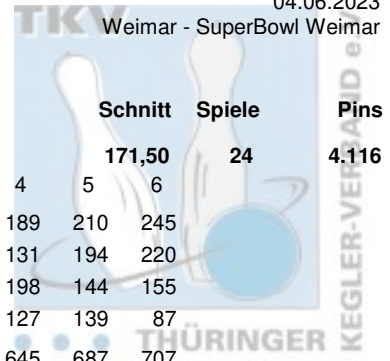 04.06.2023
TKV
Weimar - SuperBowl Weimar
Schnitt Spiele Pins
171,50 24 4.116
4 5 6
189 210 245
131 194 220
198 144 155
127 139 87
THÜRINGER KEGLER-VERBAND e.V.
645 687 707